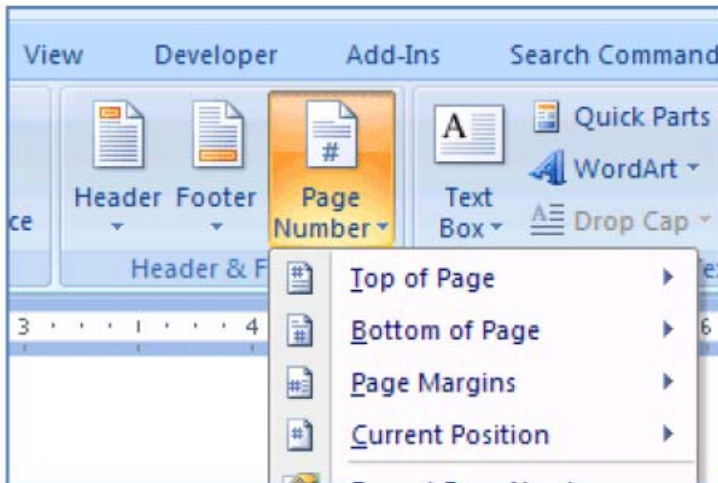 View Developer Add-Ins Search Command
Header Footer Page Number
Text Box
Quick Parts
WordArt
Drop Cap
ce
Header & F
3 4 6
Top of Page
Bottom of Page
Page Margins
Current Position